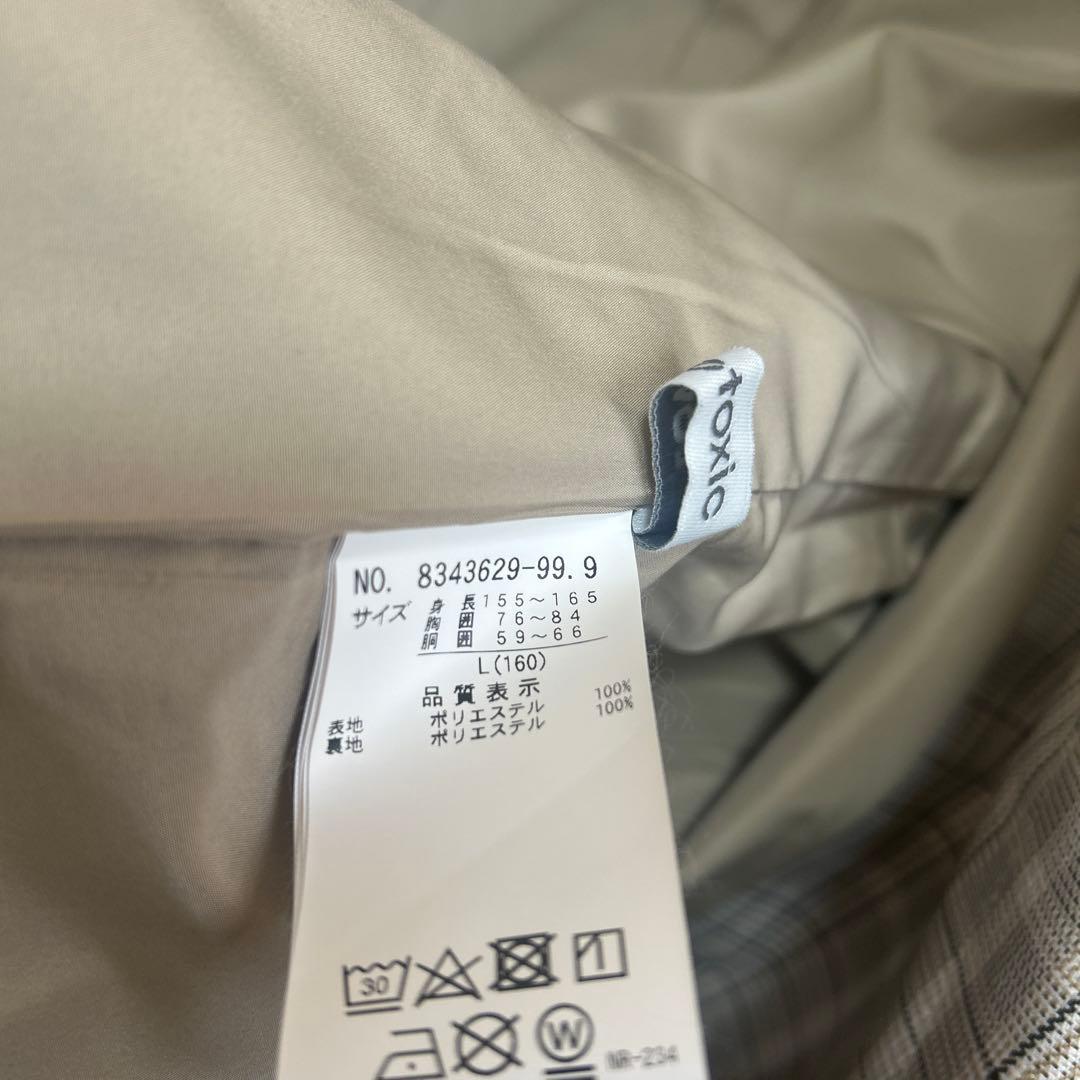 toxic
NO. 8343629-99.9
サイズ 身長 155～165
胸囲 76～84
胴囲 59～66
L(160)
品質表示
表地 ポリエステル 100%
裏地 ポリエステル 100%
30
W
NR-234